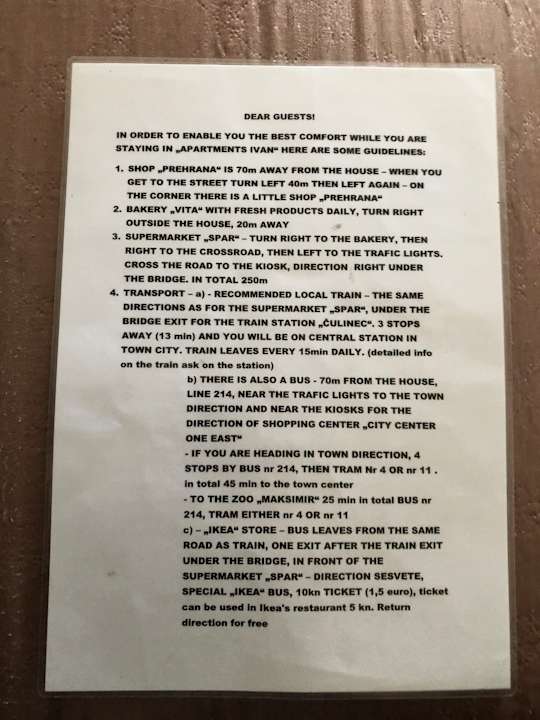 DEAR GUESTS!
IN ORDER TO ENABLE YOU THE BEST COMFORT WHILE YOU ARE
STAYING IN „APARTMENTS IVAN“ HERE ARE SOME GUIDELINES:
1. SHOP „PREHRANA“ IS 70m AWAY FROM THE HOUSE – WHEN YOU
GET TO THE STREET TURN LEFT 40m THEN LEFT AGAIN – ON
THE CORNER THERE IS A LITTLE SHOP „PREHRANA“
2. BAKERY „VITA“ WITH FRESH PRODUCTS DAILY, TURN RIGHT
OUTSIDE THE HOUSE, 20m AWAY
3. SUPERMARKET „SPAR“ – TURN RIGHT TO THE BAKERY, THEN
RIGHT TO THE CROSSROAD, THEN LEFT TO THE TRAFIC LIGHTS.
CROSS THE ROAD TO THE KIOSK, DIRECTION RIGHT UNDER
THE BRIDGE. IN TOTAL 250m
4. TRANSPORT – a) - RECOMMENDED LOCAL TRAIN – THE SAME
DIRECTIONS AS FOR THE SUPERMARKET „SPAR“, UNDER THE
BRIDGE EXIT FOR THE TRAIN STATION „ČULINEC“. 3 STOPS
AWAY (13 min) AND YOU WILL BE ON CENTRAL STATION IN
TOWN CITY. TRAIN LEAVES EVERY 15min DAILY. (detailed info
on the train ask on the station)
b) THERE IS ALSO A BUS - 70m FROM THE HOUSE,
LINE 214, NEAR THE TRAFIC LIGHTS TO THE TOWN
DIRECTION AND NEAR THE KIOSKS FOR THE
DIRECTION OF SHOPPING CENTER „CITY CENTER
ONE EAST“
- IF YOU ARE HEADING IN TOWN DIRECTION, 4
STOPS BY BUS nr 214, THEN TRAM Nr 4 OR nr 11 .
in total 45 min to the town center
- TO THE ZOO „MAKSIMIR“ 25 min in total BUS nr
214, TRAM EITHER nr 4 OR nr 11
c) – „IKEA“ STORE – BUS LEAVES FROM THE SAME
ROAD AS TRAIN, ONE EXIT AFTER THE TRAIN EXIT
UNDER THE BRIDGE, IN FRONT OF THE
SUPERMARKET „SPAR“ – DIRECTION SESVETE,
SPECIAL „IKEA“ BUS, 10kn TICKET (1,5 euro), ticket
can be used in Ikea's restaurant 5 kn. Return
direction for free